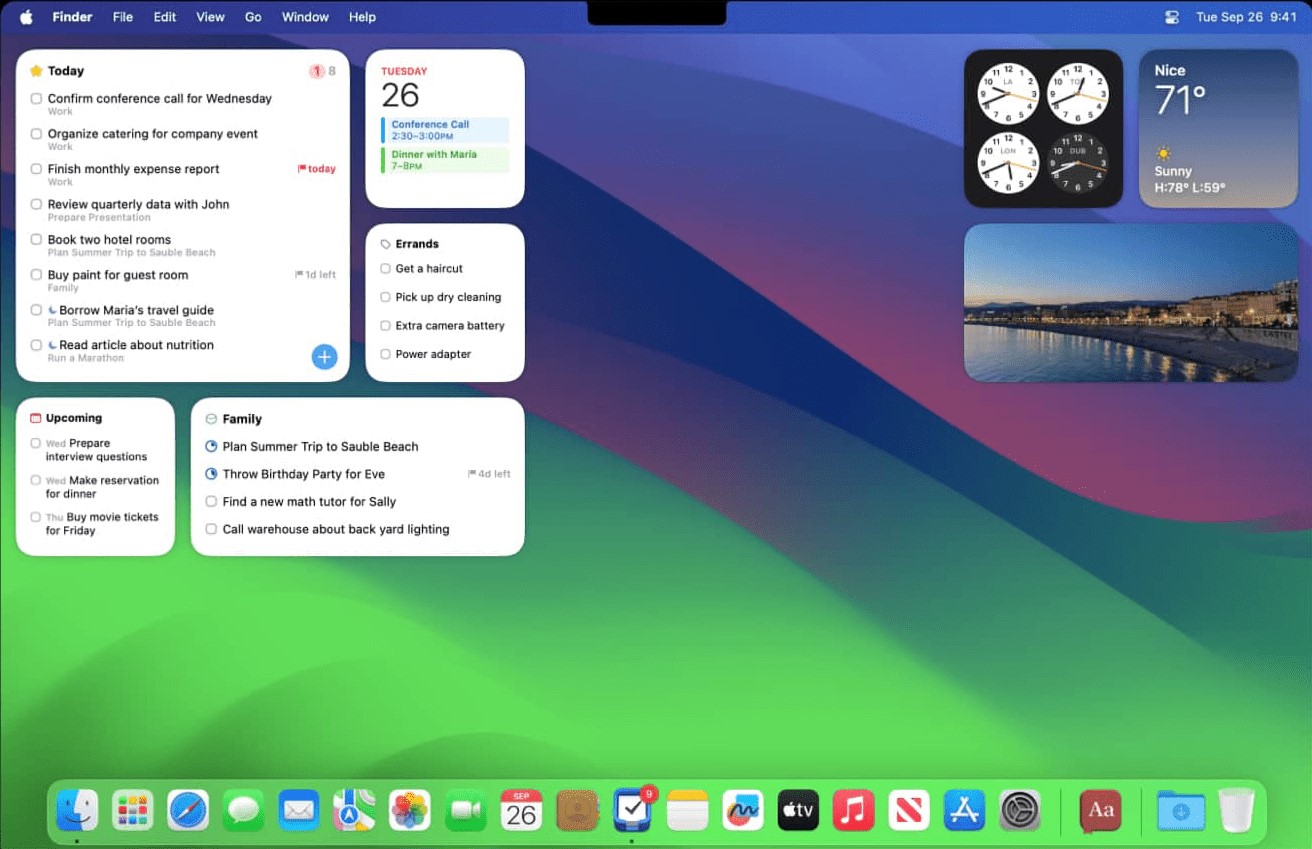 Finder File Edit View Go Window Help
Tue Sep 26 9:41
Today
1 8
Confirm conference call for Wednesday
Work
Organize catering for company event
Work
Finish monthly expense report
today
Work
Review quarterly data with John
Prepare Presentation
Book two hotel rooms
Plan Summer Trip to Sauble Beach
Buy paint for guest room
1d left
Family
Borrow Maria's travel guide
Plan Summer Trip to Sauble Beach
Read article about nutrition
Run a Marathon
TUESDAY
26
Conference Call
2:30–3:00PM
Dinner with Maria
7–8PM
Errands
Get a haircut
Pick up dry cleaning
Extra camera battery
Power adapter
Upcoming
Wed Prepare
interview questions
Wed Make reservation
for dinner
Thu Buy movie tickets
for Friday
Family
Plan Summer Trip to Sauble Beach
Throw Birthday Party for Eve
4d left
Find a new math tutor for Sally
Call warehouse about back yard lighting
LA
LON
DUB
Nice
71°
Sunny
H:78° L:59°
SEP
26
9
tv
Aa